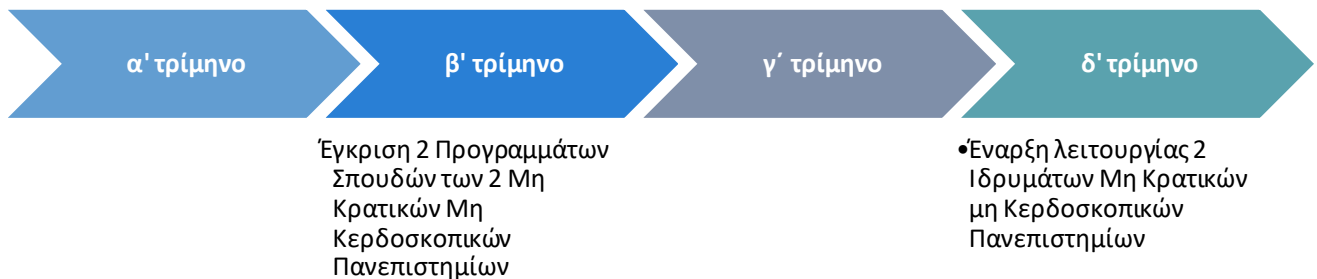 α' τρίμηνο
β' τρίμηνο
γ΄ τρίμηνο
δ' τρίμηνο
Έγκριση 2 Προγραμμάτων
Σπουδών των 2 Μη
Κρατικών Μη
Κερδοσκοπικών
Πανεπιστημίων
•Έναρξη λειτουργίας 2
Ιδρυμάτων Μη Κρατικών
μη Κερδοσκοπικών
Πανεπιστημίων